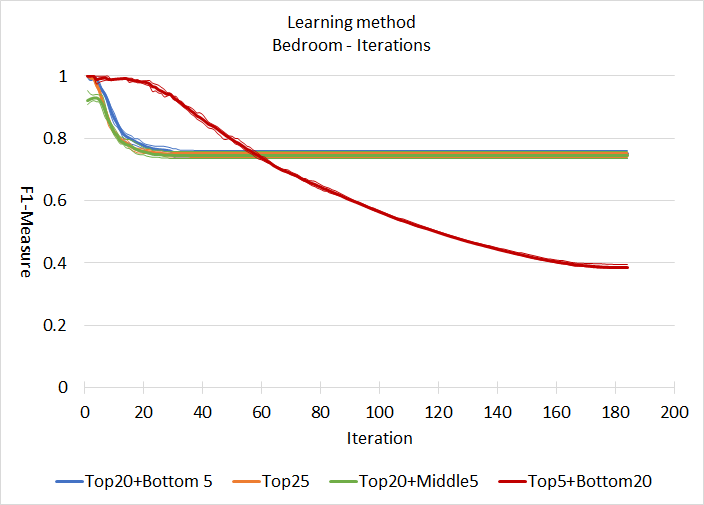 Learning method
Bedroom - Iterations
1
0.8
0.6
0.4
0.2
0
F1-Measure
0 20 40 60 80 100 120 140 160 180 200
Iteration
Top20+Bottom 5 Top25 Top20+Middle5 Top5+Bottom20